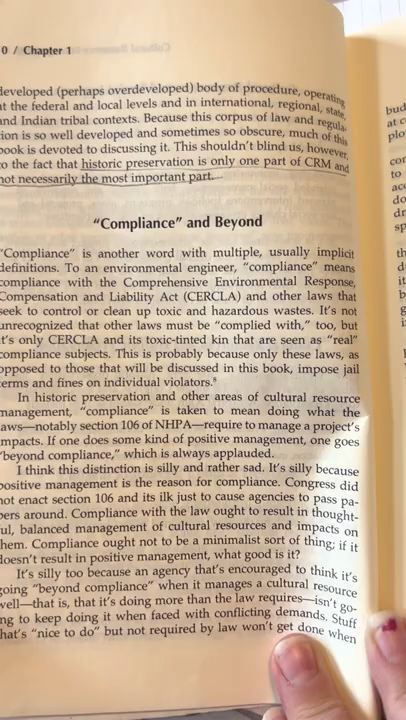 0 / Chapter 1
developed (perhaps overdeveloped) body of procedure, operating
at the federal and local levels and in international, regional, state,
and Indian tribal contexts. Because this corpus of law and regula-
tion is so well developed and sometimes so obscure, much of this
book is devoted to discussing it. This shouldn't blind us, however,
to the fact that historic preservation is only one part of CRM and
not necessarily the most important part.
"Compliance" and Beyond
"Compliance" is another word with multiple, usually implicit
definitions. To an environmental engineer, "compliance" means
compliance with the Comprehensive Environmental Response,
Compensation and Liability Act (CERCLA) and other laws that
seek to control or clean up toxic and hazardous wastes. It's not
unrecognized that other laws must be "complied with," too, but
it's only CERCLA and its toxic-tinted kin that are seen as "real"
compliance subjects. This is probably because only these laws, as
opposed to those that will be discussed in this book, impose jail
terms and fines on individual violators.⁸
In historic preservation and other areas of cultural resource
management, "compliance" is taken to mean doing what the
laws—notably section 106 of NHPA—require to manage a project's
impacts. If one does some kind of positive management, one goes
"beyond compliance," which is always applauded.
I think this distinction is silly and rather sad. It's silly because
positive management is the reason for compliance. Congress did
not enact section 106 and its ilk just to cause agencies to pass pa-
pers around. Compliance with the law ought to result in thought-
ful, balanced management of cultural resources and impacts on
them. Compliance ought not to be a minimalist sort of thing; if it
doesn't result in positive management, what good is it?
It's silly too because an agency that's encouraged to think it's
going "beyond compliance" when it manages a cultural resource
well—that is, that it's doing more than the law requires—isn't go-
ing to keep doing it when faced with conflicting demands. Stuff
that's "nice to do" but not required by law won't get done when